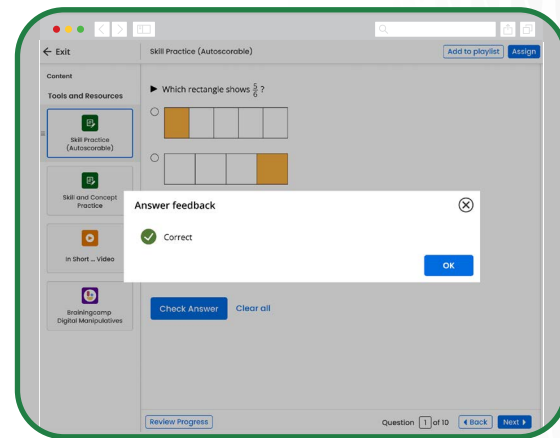 ← Exit
Skill Practice (Autoscorable)
Add to playlist
Assign
Content
Tools and Resources
Skill Practice
(Autoscorable)
Skill and Concept
Practice
In Short ... Video
Brainingcamp
Digital Manipulatives
▶ Which rectangle shows 5/6 ?
Answer feedback
Correct
OK
Check Answer
Clear all
Review Progress
Question 1 of 10
Back
Next